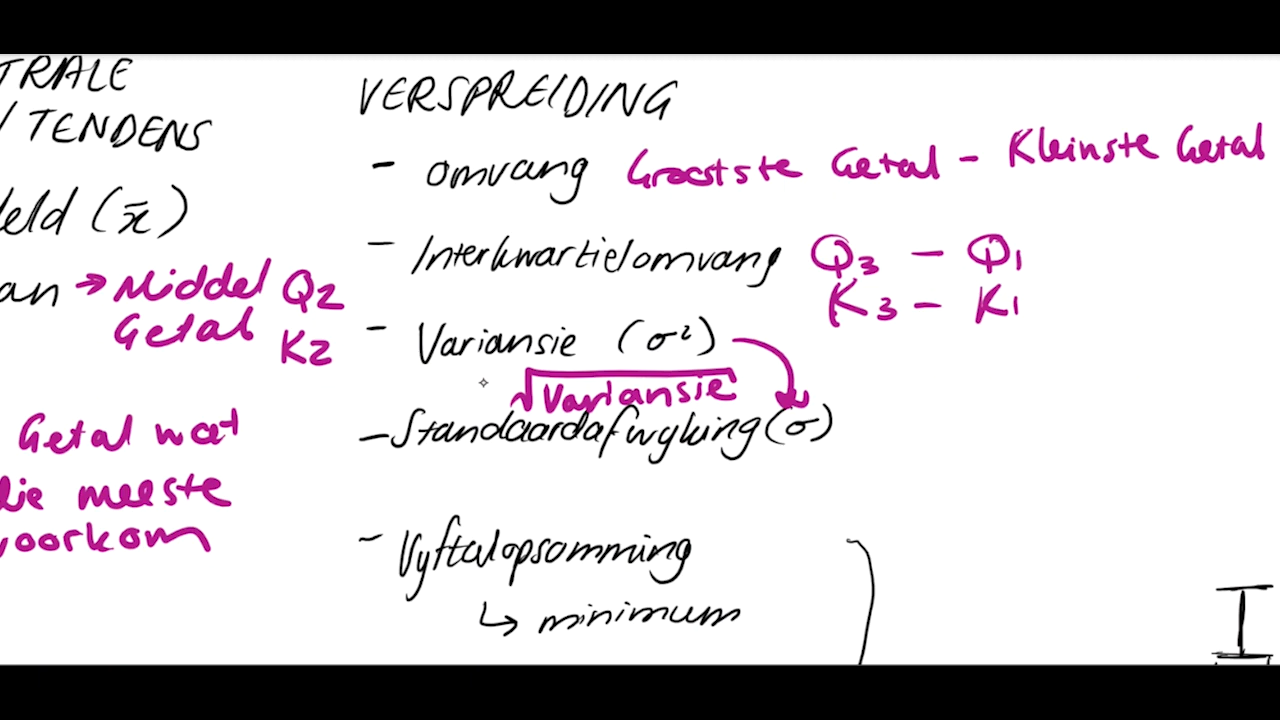 TRALE
/ TENDENS
deld (x̄)
an → Middel Q2
Getal K2
Getal wat
die meeste
voorkom
VERSPREIDING
- omvang Grootste Getal - Kleinste Getal
- Interkwartielomvang Q3 - Q1
K3 - K1
- Variansie (σ²)
√Variansie
- Standaardafwyking (σ)
- Vyftalopsomming
↳ minimum